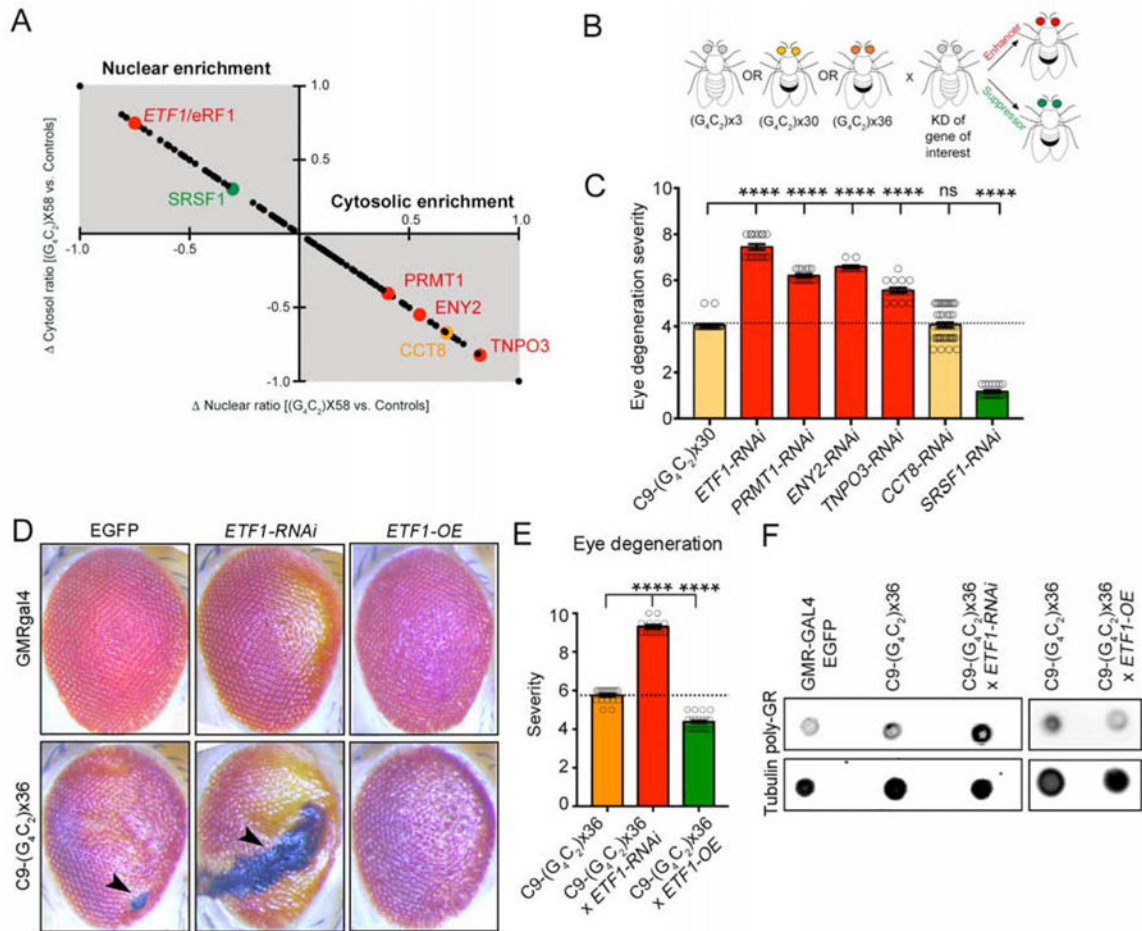 A
Nuclear enrichment
1.0
ETF1/eRF1
0.5
SRSF1
Cytosolic enrichment
-1.0
-0.5
0.5
1.0
PRMT1
ENY2
-0.5
CCT8
TNPO3
-1.0
Δ Cytosol ratio [(G₄C₂)X58 vs. Controls]
Δ Nuclear ratio [(G₄C₂)X58 vs. Controls]
B
OR
OR
x
Enhancer
Suppressor
(G₄C₂)x3
(G₄C₂)x30
(G₄C₂)x36
KD of
gene of
interest
C
****
****
****
****
ns
****
Eye degeneration severity
10
8
6
4
2
0
C9-(G₄C₂)x30
ETF1-RNAi
PRMT1-RNAi
ENY2-RNAi
TNPO3-RNAi
CCT8-RNAi
SRSF1-RNAi
D
EGFP
ETF1-RNAi
ETF1-OE
GMRgal4
C9-(G₄C₂)x36
E
Eye degeneration
****
****
Severity
10
8
6
4
2
0
C9-(G₄C₂)x36
C9-(G₄C₂)x36
x ETF1-RNAi
C9-(G₄C₂)x36
x ETF1-OE
F
GMR-GAL4
EGFP
C9-(G₄C₂)x36
C9-(G₄C₂)x36
x ETF1-RNAi
C9-(G₄C₂)x36
C9-(G₄C₂)x36
x ETF1-OE
poly-GR
Tubulin